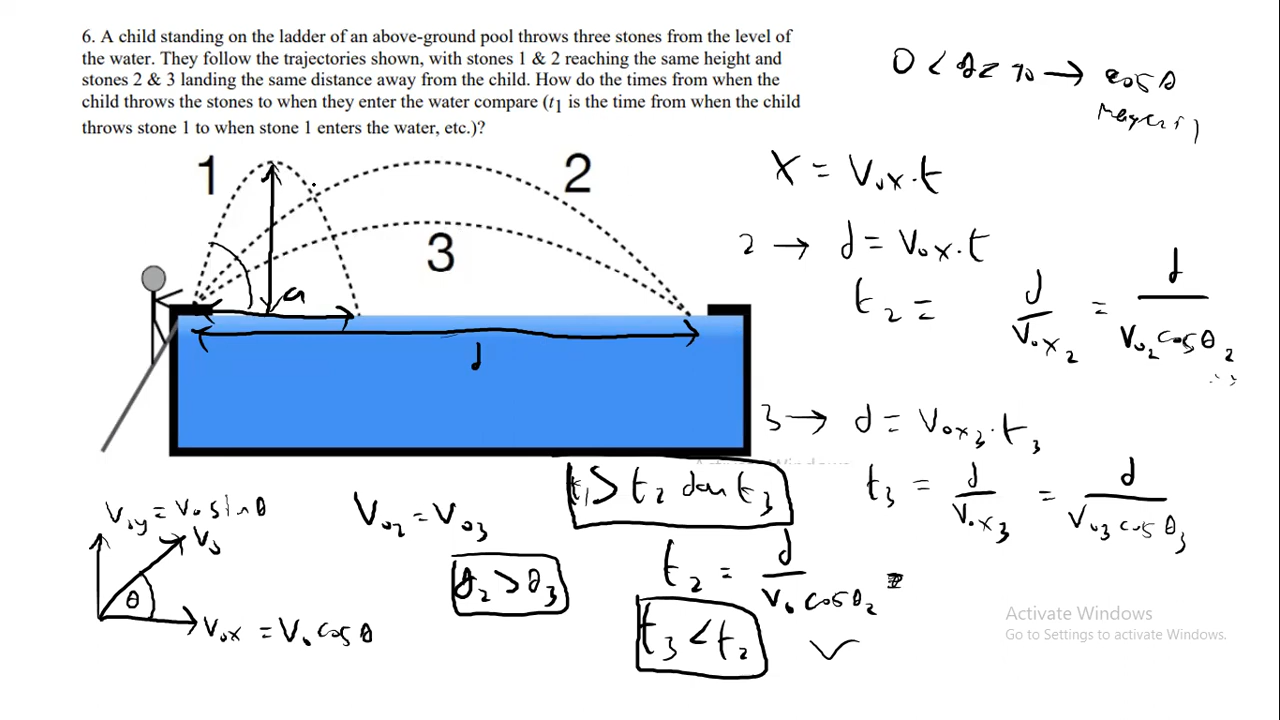 6. A child standing on the ladder of an above-ground pool throws three stones from the level of
the water. They follow the trajectories shown, with stones 1 & 2 reaching the same height and
stones 2 & 3 landing the same distance away from the child. How do the times from when the
child throws the stones to when they enter the water compare (t₁ is the time from when the child
throws stone 1 to when stone 1 enters the water, etc.)?
→ cos θ
1
2
3
a
d
X = V₀x · t
2 → d = V₀x · t
t₂ = d / V₀x₂ = d / V₀₂ cos θ₂
3 → d = V₀x₃ · t₃
t₃ = d / V₀x₃ = d / V₀₃ cos θ₃
t₁ > t₂ dan t₃
V₀y = V₀ sin θ
V₀
θ
V₀x = V₀ cos θ
V₀₂ = V₀₃
θ₂ > θ₃
t₂ = d / V₀ cos θ₂
t₃ < t₂
Activate Windows
Go to Settings to activate Windows.